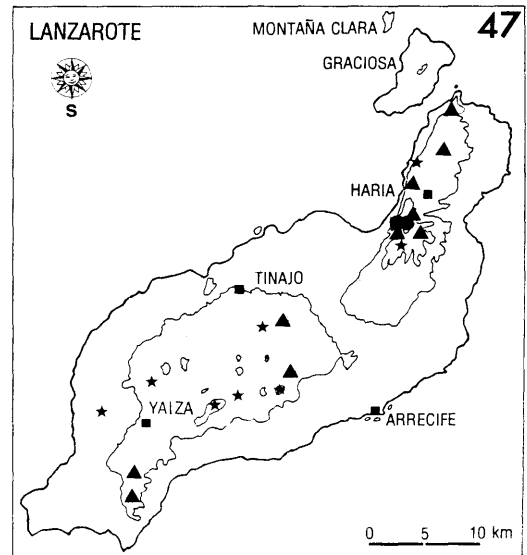 LANZAROTE
MONTAÑA CLARA
47
GRACIOSA
S
HARIA
TINAJO
YAIZA
ARRECIFE
0 5 10 km